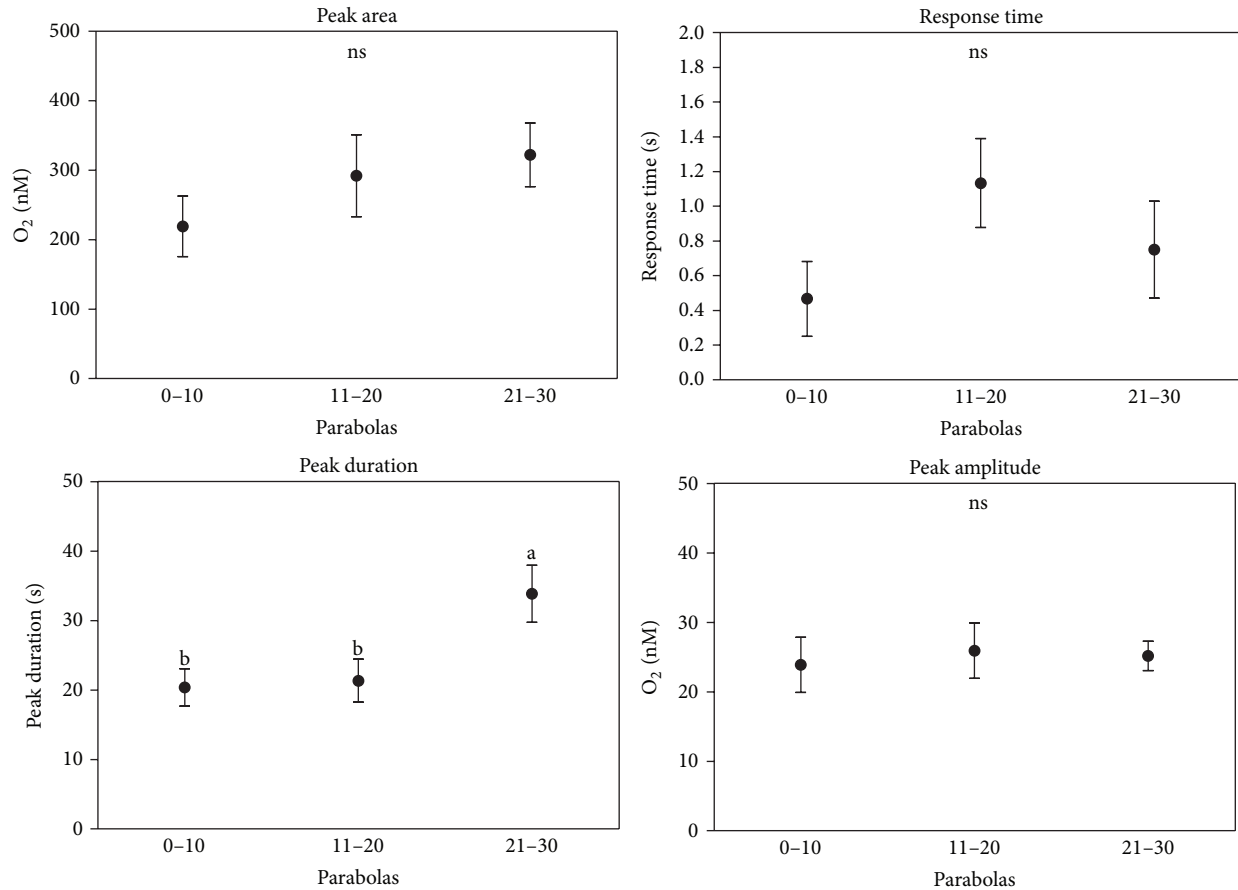 Peak area
ns
500
400
300
200
100
0
O₂ (nM)
0–10
11–20
21–30
Parabolas
Response time
ns
2.0
1.8
1.6
1.4
1.2
1.0
0.8
0.6
0.4
0.2
0.0
Response time (s)
0–10
11–20
21–30
Parabolas
Peak duration
50
40
30
20
10
0
Peak duration (s)
b
b
a
0–10
11–20
21–30
Parabolas
Peak amplitude
ns
50
40
30
20
10
0
O₂ (nM)
0–10
11–20
21–30
Parabolas